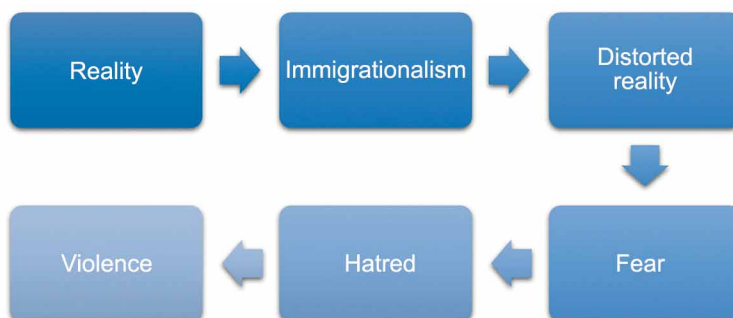 Reality
Immigrationalism
Distorted
reality
Fear
Hatred
Violence